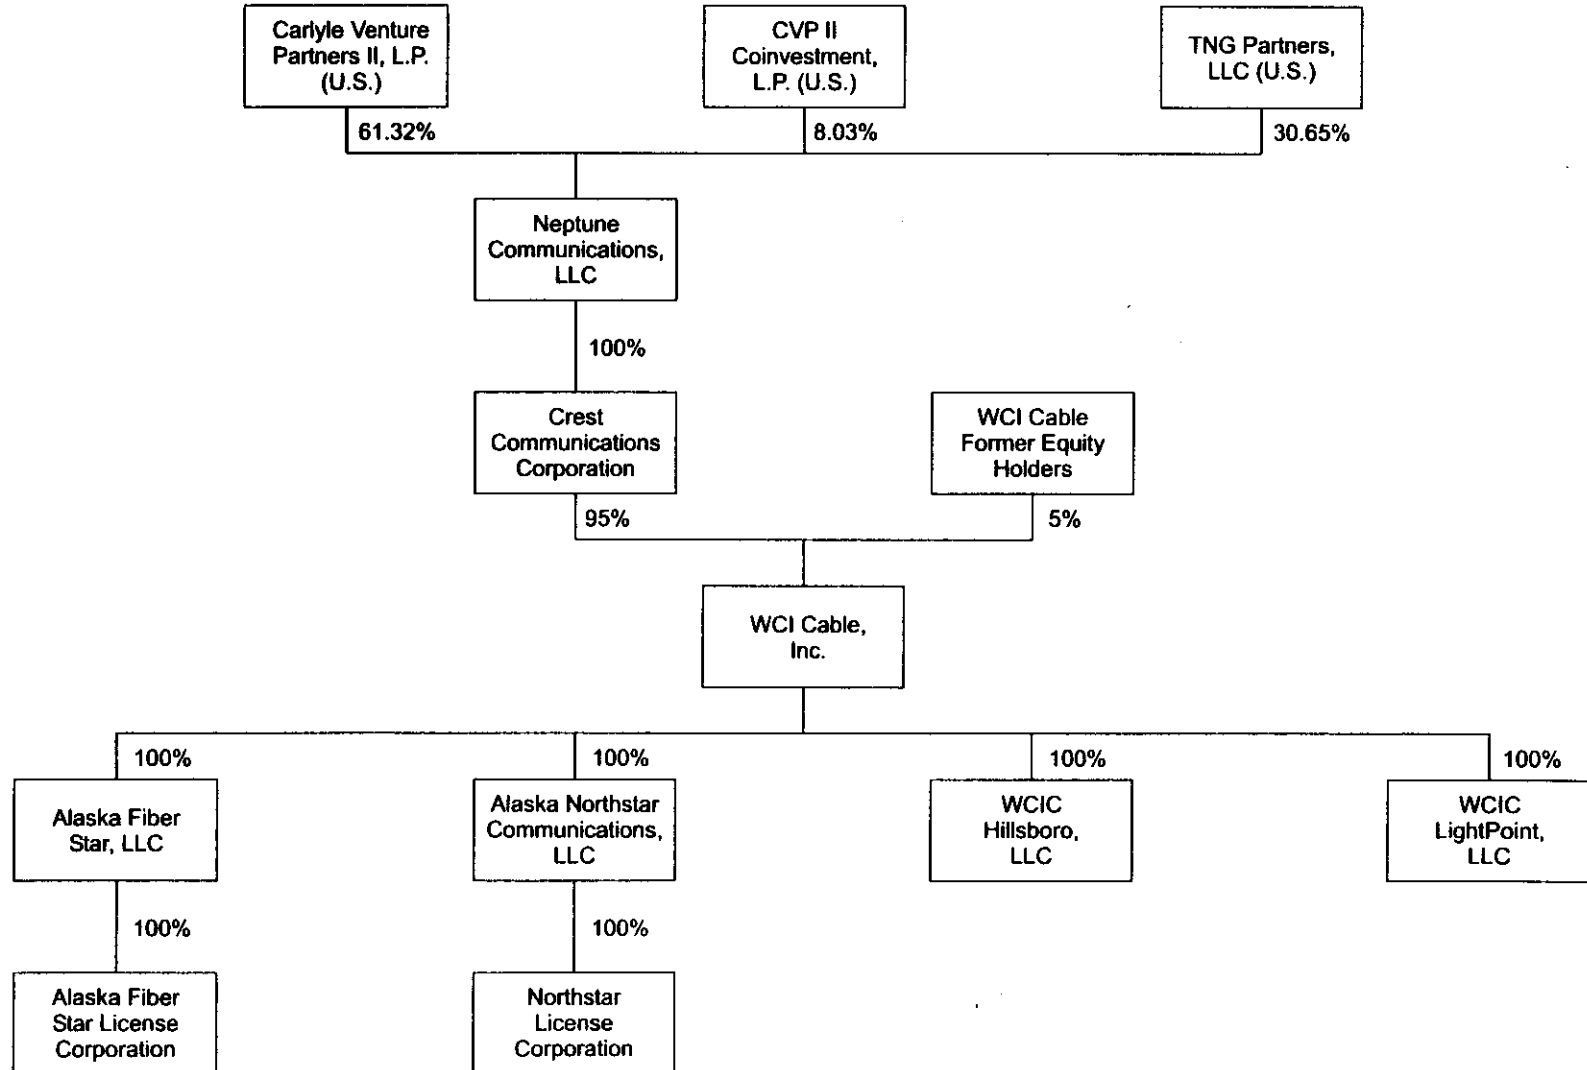 Carlyle Venture
Partners II, L.P.
(U.S.)
CVP II
Coinvestment,
L.P. (U.S.)
TNG Partners,
LLC (U.S.)
61.32%
8.03%
30.65%
Neptune
Communications,
LLC
100%
Crest
Communications
Corporation
WCI Cable
Former Equity
Holders
95%
5%
WCI Cable,
Inc.
100%
100%
100%
100%
Alaska Fiber
Star, LLC
Alaska Northstar
Communications,
LLC
WCIC
Hillsboro,
LLC
WCIC
LightPoint,
LLC
100%
100%
Alaska Fiber
Star License
Corporation
Northstar
License
Corporation